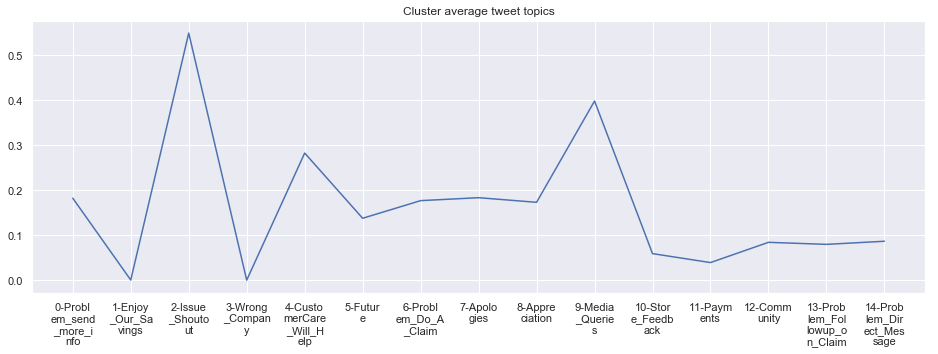 Cluster average tweet topics
0.5
0.4
0.3
0.2
0.1
0.0
0-Probl
em_send
_more_i
nfo
1-Enjoy
_Our_Sa
vings
2-Issue
_Shouto
ut
3-Wrong
_Compan
y
4-Custo
merCare
_Will_H
elp
5-Futur
e
6-Probl
em_Do_A
_Claim
7-Apolo
gies
8-Appre
ciation
9-Media
_Querie
s
10-Stor
e_Feedb
ack
11-Paym
ents
12-Comm
unity
13-Prob
lem_Fol
lowup_o
n_Claim
14-Prob
lem_Dir
ect_Mes
sage